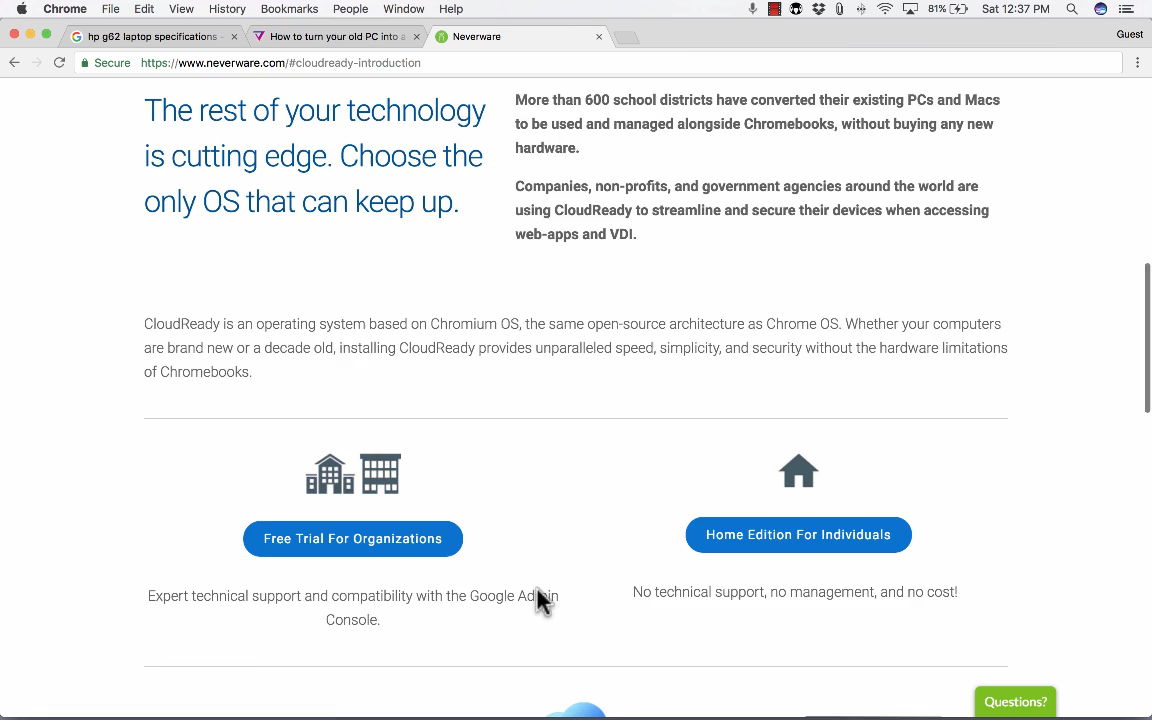 Chrome File Edit View History Bookmarks People Window Help 81% Sat 12:37 PM
hp g62 laptop specifications - How to turn your old PC into a Neverware Guest
Secure https://www.neverware.com/#cloudready-introduction
The rest of your technology
is cutting edge. Choose the
only OS that can keep up.
More than 600 school districts have converted their existing PCs and Macs
to be used and managed alongside Chromebooks, without buying any new
hardware.
Companies, non-profits, and government agencies around the world are
using CloudReady to streamline and secure their devices when accessing
web-apps and VDI.
CloudReady is an operating system based on Chromium OS, the same open-source architecture as Chrome OS. Whether your computers
are brand new or a decade old, installing CloudReady provides unparalleled speed, simplicity, and security without the hardware limitations
of Chromebooks.
Free Trial For Organizations
Expert technical support and compatibility with the Google Admin
Console.
Home Edition For Individuals
No technical support, no management, and no cost!
Questions?